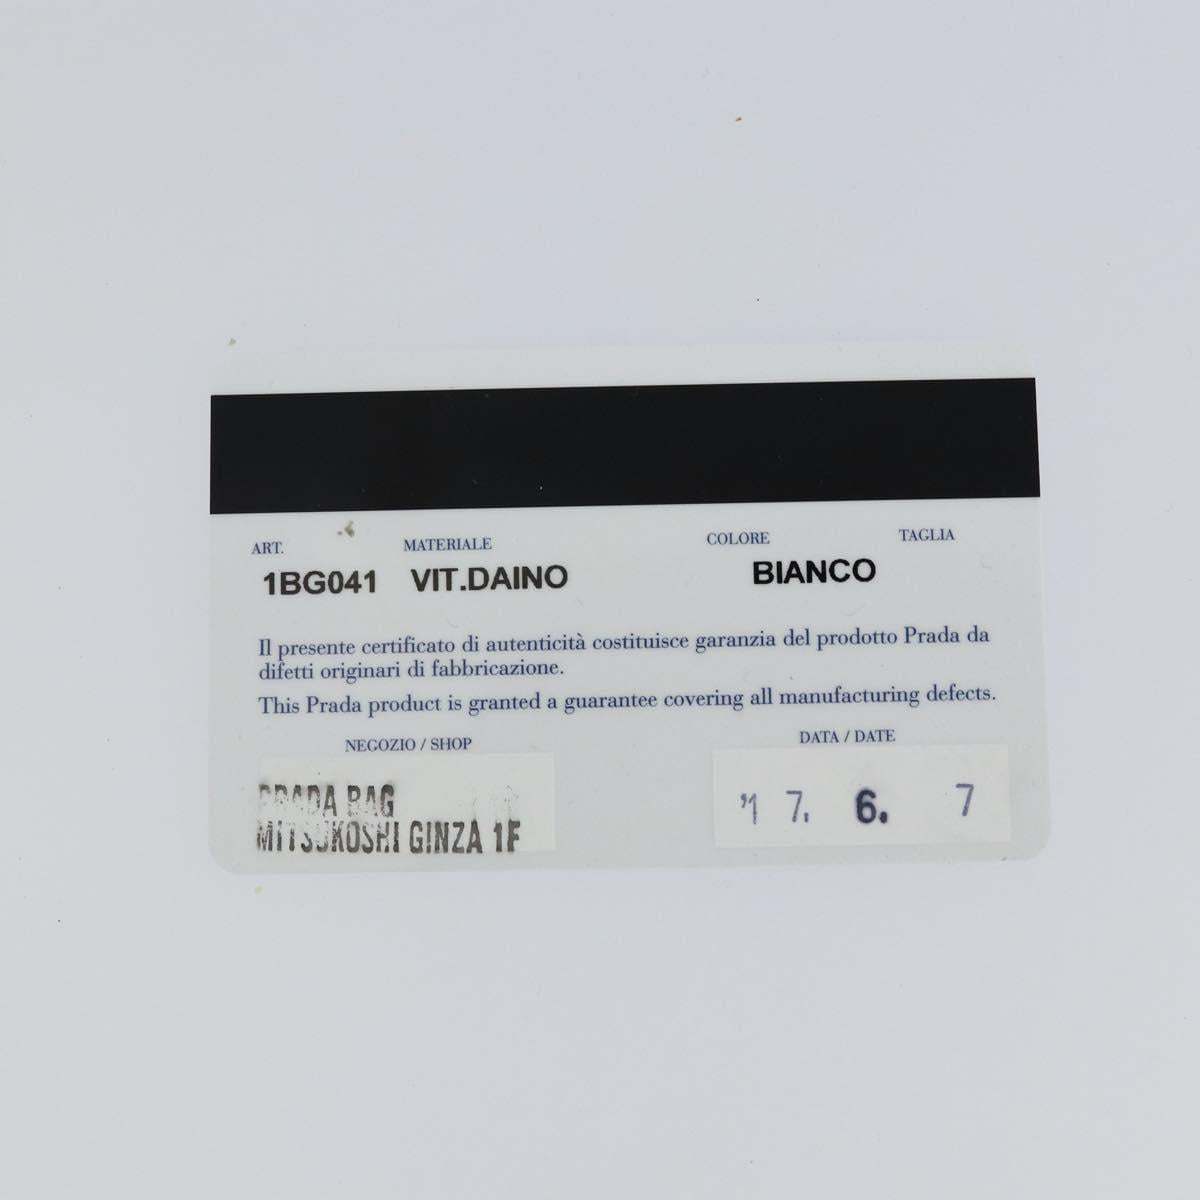 ART. MATERIALE COLORE TAGLIA
1BG041 VIT.DAINO BIANCO
Il presente certificato di autenticità costituisce garanzia del prodotto Prada da
difetti originari di fabbricazione.
This Prada product is granted a guarantee covering all manufacturing defects.
NEGOZIO / SHOP DATA / DATE
PRADA BAG
MITSUKOSHI GINZA 1F
'17. 6. 7